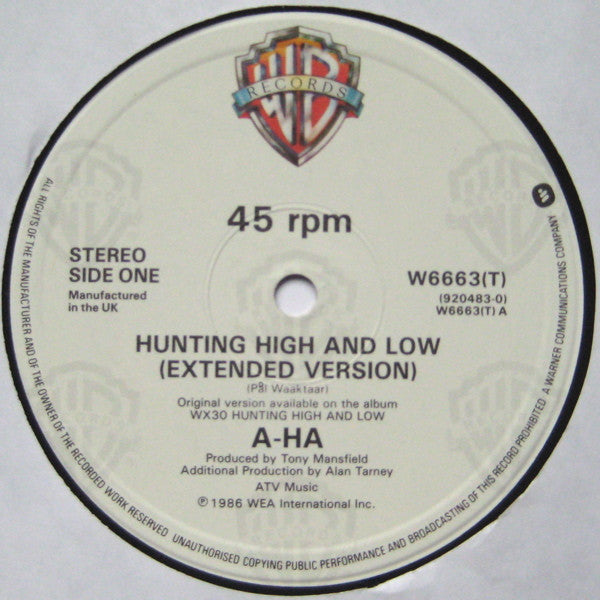 WB
RECORDS
45 rpm
STEREO
SIDE ONE
Manufactured
in the UK
W6663(T)
(920483-0)
W6663(T) A
HUNTING HIGH AND LOW
(EXTENDED VERSION)
(Pål Waaktaar)
Original version available on the album
WX30 HUNTING HIGH AND LOW
A-HA
Produced by Tony Mansfield
Additional Production by Alan Tarney
ATV Music
℗ 1986 WEA International Inc.
ALL RIGHTS OF THE MANUFACTURER AND OF THE OWNER OF THE RECORDED WORK RESERVED UNAUTHORISED COPYING PUBLIC PERFORMANCE AND BROADCASTING OF THIS RECORD PROHIBITED A WARNER COMMUNICATIONS COMPANY